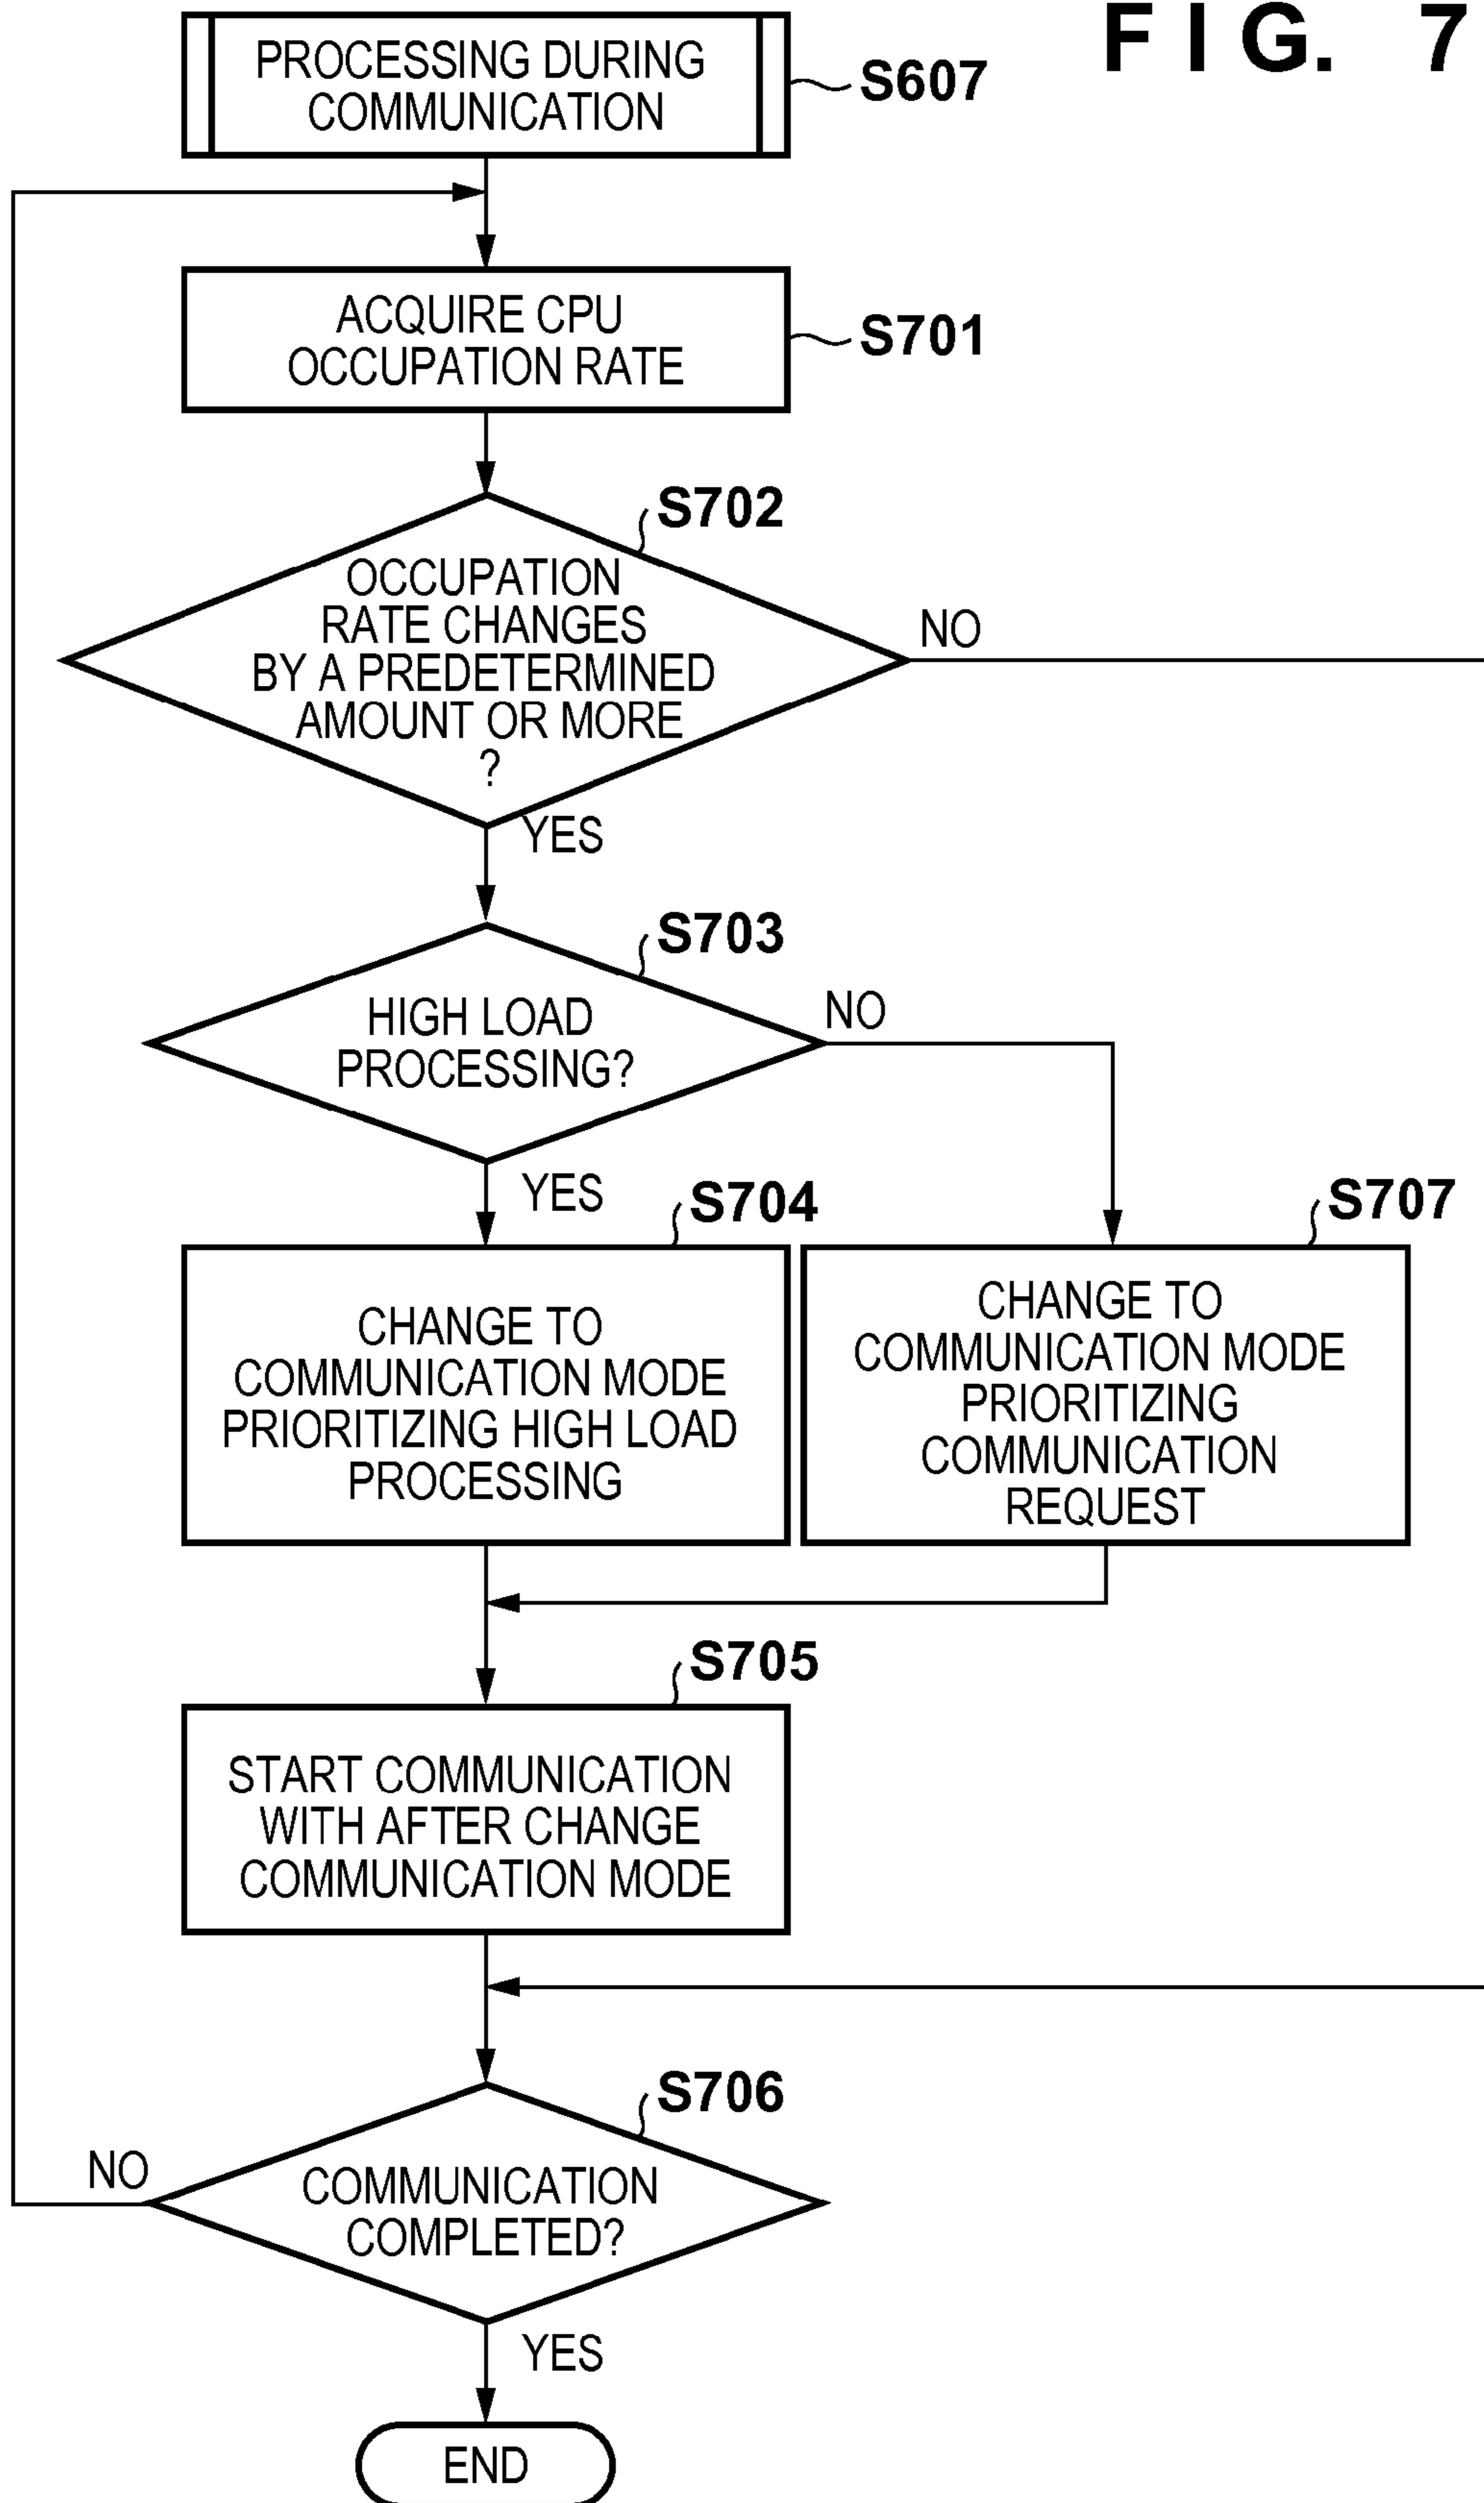 F I G. 7
PROCESSING DURING
COMMUNICATION
S607
ACQUIRE CPU
OCCUPATION RATE
S701
S702
OCCUPATION
RATE CHANGES
BY A PREDETERMINED
AMOUNT OR MORE
?
NO
YES
S703
HIGH LOAD
PROCESSING?
NO
YES
S704
CHANGE TO
COMMUNICATION MODE
PRIORITIZING HIGH LOAD
PROCESSING
S707
CHANGE TO
COMMUNICATION MODE
PRIORITIZING
COMMUNICATION
REQUEST
S705
START COMMUNICATION
WITH AFTER CHANGE
COMMUNICATION MODE
S706
COMMUNICATION
COMPLETED?
NO
YES
END